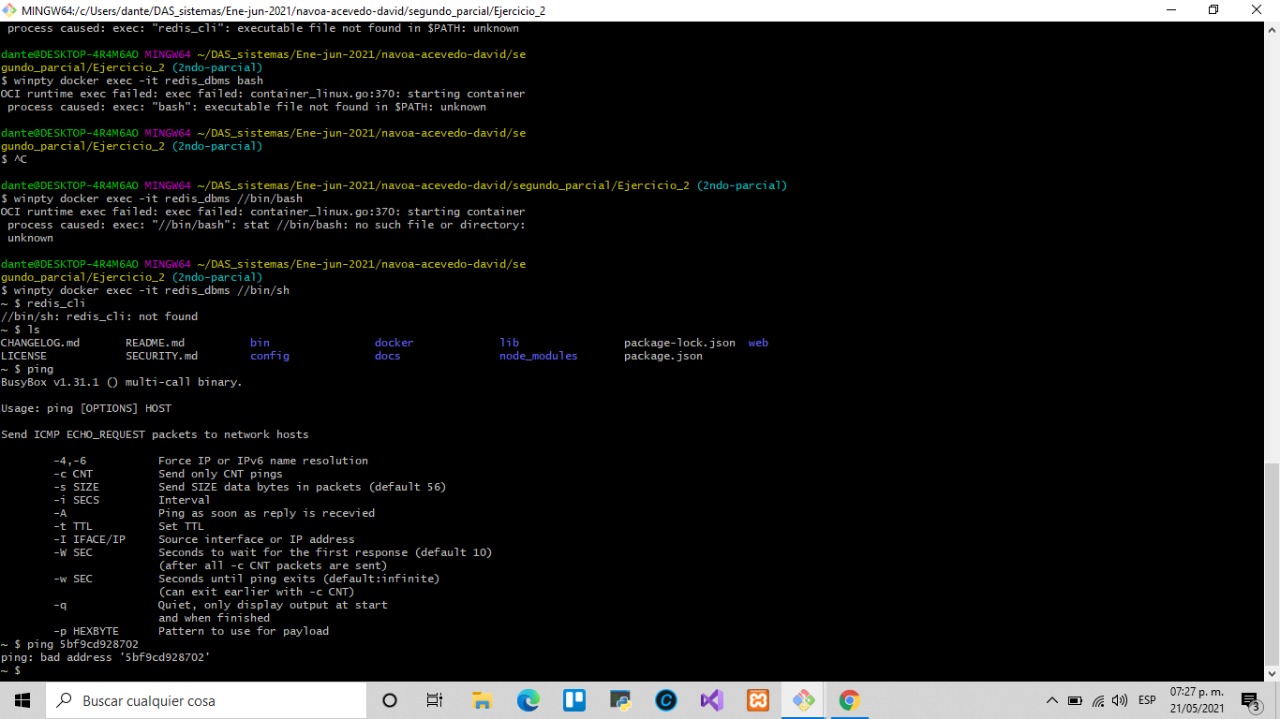 MINGW64:/c/Users/dante/DAS_sistemas/Ene-jun-2021/navoa-acevedo-david/segundo_parcial/Ejercicio_2
process caused: exec: "redis_cli": executable file not found in $PATH: unknown
dante@DESKTOP-4R4M6AO MINGW64 ~/DAS_sistemas/Ene-jun-2021/navoa-acevedo-david/se
gundo_parcial/Ejercicio_2 (2ndo-parcial)
$ winpty docker exec -it redis_dbms bash
OCI runtime exec failed: exec failed: container_linux.go:370: starting container
process caused: exec: "bash": executable file not found in $PATH: unknown
dante@DESKTOP-4R4M6AO MINGW64 ~/DAS_sistemas/Ene-jun-2021/navoa-acevedo-david/se
gundo_parcial/Ejercicio_2 (2ndo-parcial)
$ ^C
dante@DESKTOP-4R4M6AO MINGW64 ~/DAS_sistemas/Ene-jun-2021/navoa-acevedo-david/segundo_parcial/Ejercicio_2 (2ndo-parcial)
$ winpty docker exec -it redis_dbms //bin/bash
OCI runtime exec failed: exec failed: container_linux.go:370: starting container
process caused: exec: "//bin/bash": stat //bin/bash: no such file or directory:
unknown
dante@DESKTOP-4R4M6AO MINGW64 ~/DAS_sistemas/Ene-jun-2021/navoa-acevedo-david/se
gundo_parcial/Ejercicio_2 (2ndo-parcial)
$ winpty docker exec -it redis_dbms //bin/sh
~ $ redis_cli
//bin/sh: redis_cli: not found
~ $ ls
CHANGELOG.md README.md bin docker lib package-lock.json web
LICENSE SECURITY.md config docs node_modules package.json
~ $ ping
BusyBox v1.31.1 () multi-call binary.
Usage: ping [OPTIONS] HOST
Send ICMP ECHO_REQUEST packets to network hosts
-4,-6 Force IP or IPv6 name resolution
-c CNT Send only CNT pings
-s SIZE Send SIZE data bytes in packets (default 56)
-i SECS Interval
-A Ping as soon as reply is recevied
-t TTL Set TTL
-I IFACE/IP Source interface or IP address
-W SEC Seconds to wait for the first response (default 10)
(after all -c CNT packets are sent)
-w SEC Seconds until ping exits (default:infinite)
(can exit earlier with -c CNT)
-q Quiet, only display output at start
and when finished
-p HEXBYTE Pattern to use for payload
~ $ ping 5bf9cd928702
ping: bad address '5bf9cd928702'
~ $
Buscar cualquier cosa
ESP
07:27 p. m.
21/05/2021
3